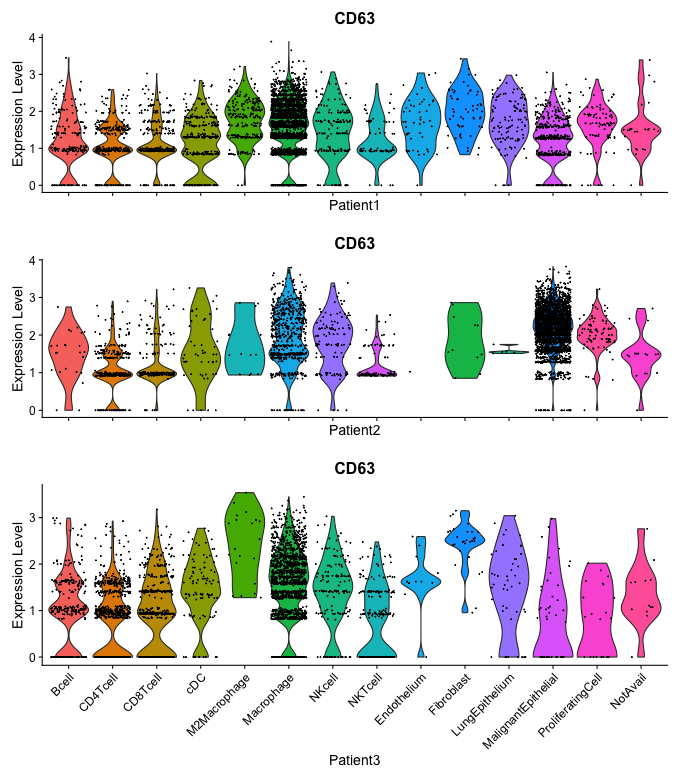 CD63
Expression Level
4
3
2
1
0
Patient1
CD63
Expression Level
4
3
2
1
0
Patient2
CD63
Expression Level
3
2
1
0
Bcell
CD4Tcell
CD8Tcell
cDC
M2Macrophage
Macrophage
NKcell
NKTcell
Endothelium
Fibroblast
LungEpithelium
MalignantEpithelial
ProliferatingCell
NotAvail
Patient3